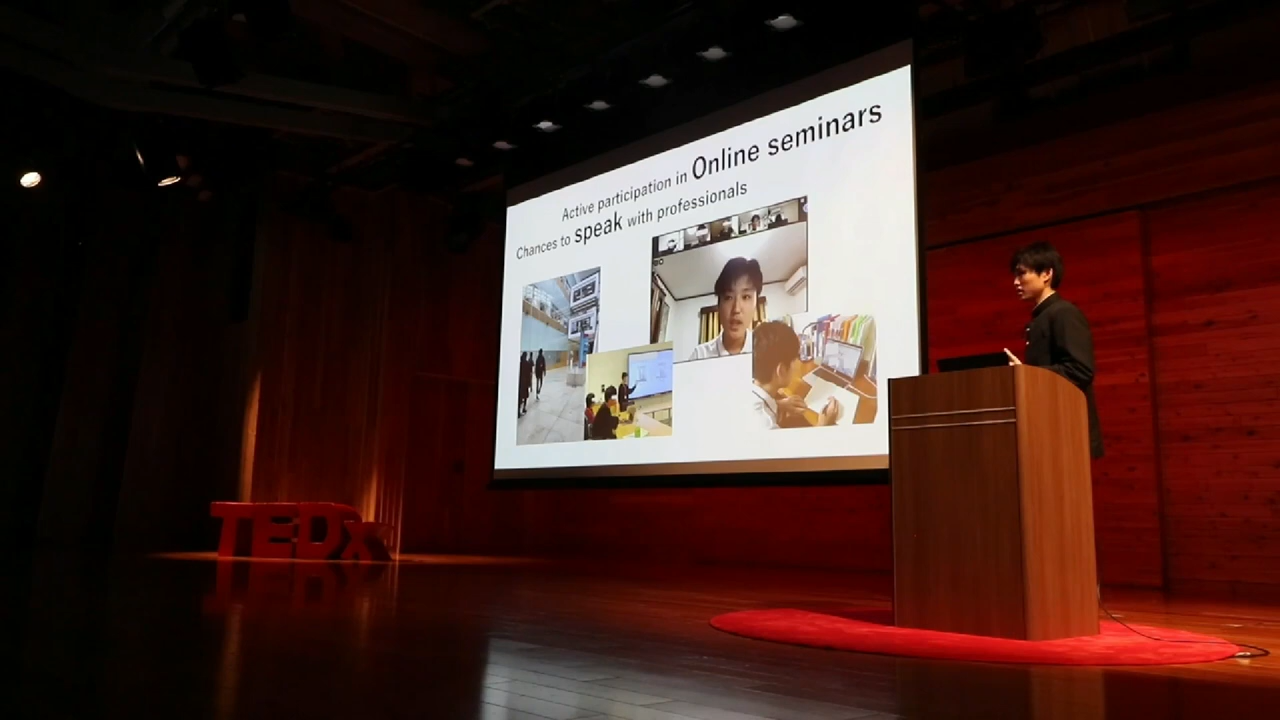 Active participation in Online seminars
Chances to speak with professionals
TEDx